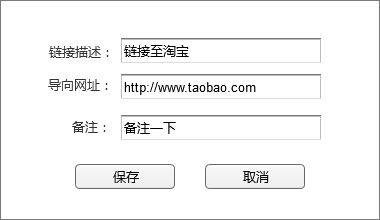 链接描述： 链接至淘宝
导向网址： http://www.taobao.com
备注： 备注一下
保存 取消